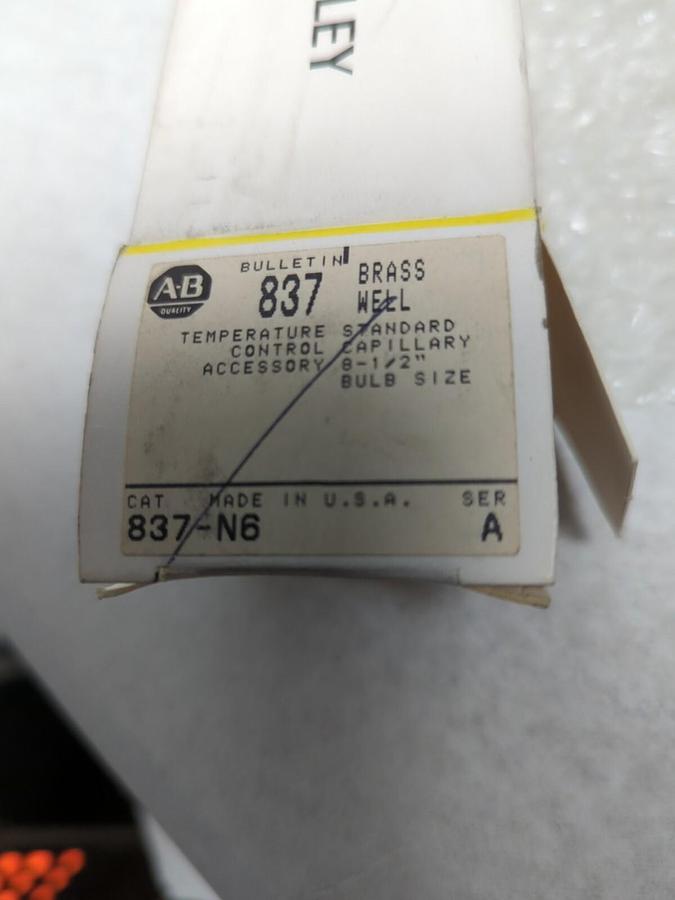 LEY
A-B
QUALITY
BULLETIN
837
TEMPERATURE
CONTROL
ACCESSORY
BRASS
WELL
STANDARD
CAPILLARY
8-1/2"
BULB SIZE
CAT MADE IN U.S.A. SER
837-N6 A